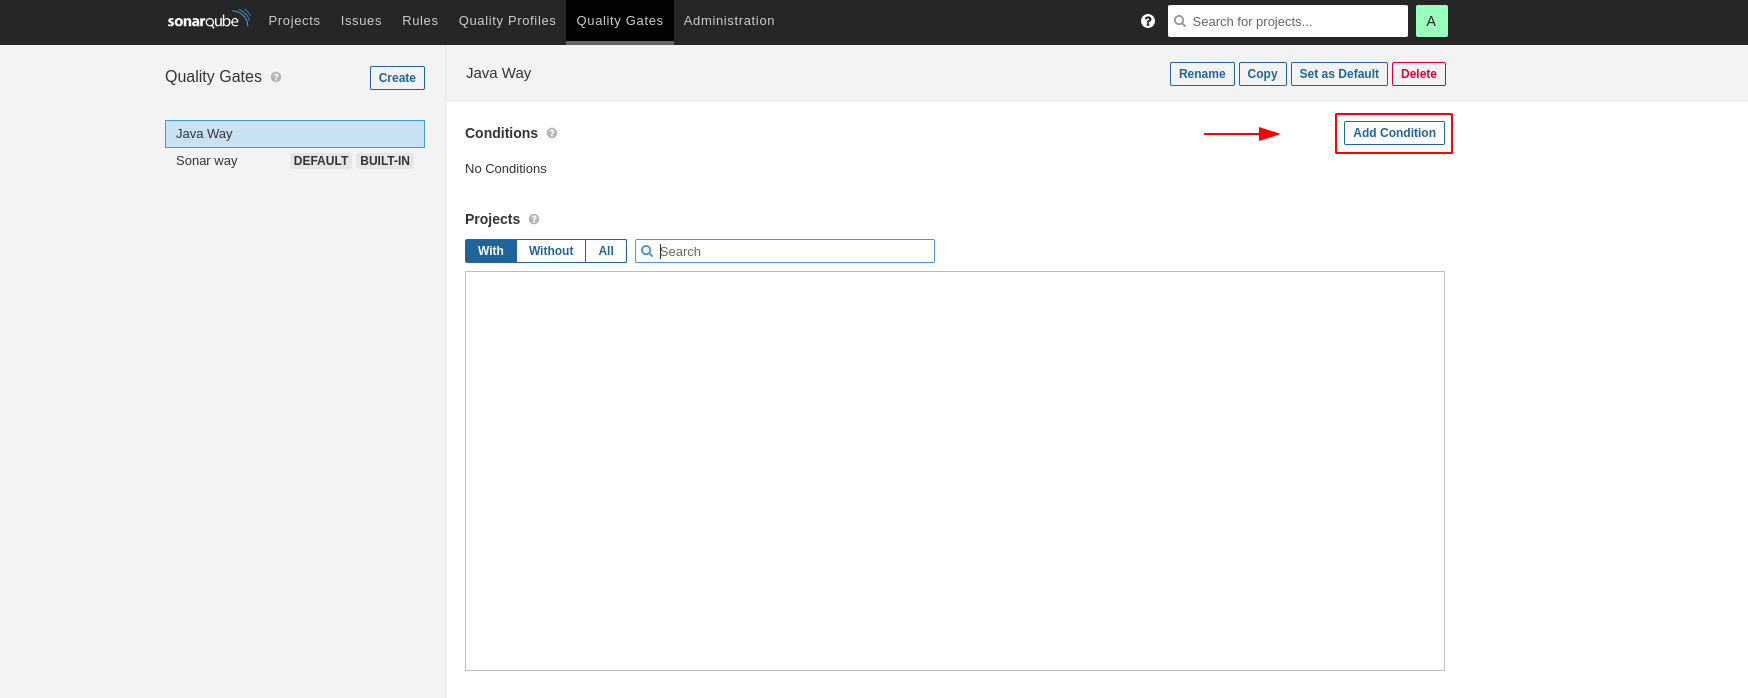 sonarqube Projects Issues Rules Quality Profiles Quality Gates Administration ? Search for projects... A
Quality Gates ? Create
Java Way
Sonar way DEFAULT BUILT-IN
Java Way Rename Copy Set as Default Delete
Conditions ? Add Condition
No Conditions
Projects ?
With Without All Search